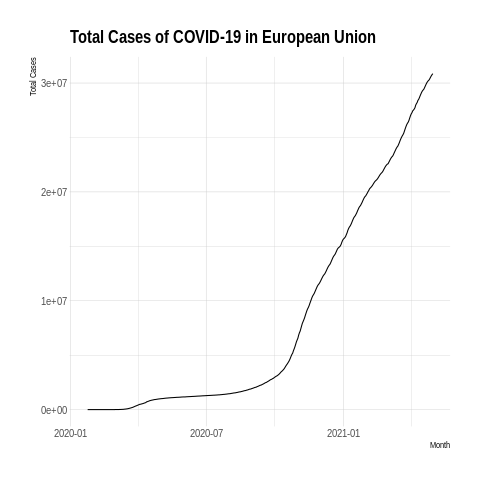 Total Cases of COVID-19 in European Union
Total Cases
3e+07
2e+07
1e+07
0e+00
2020-01
2020-07
2021-01
Month